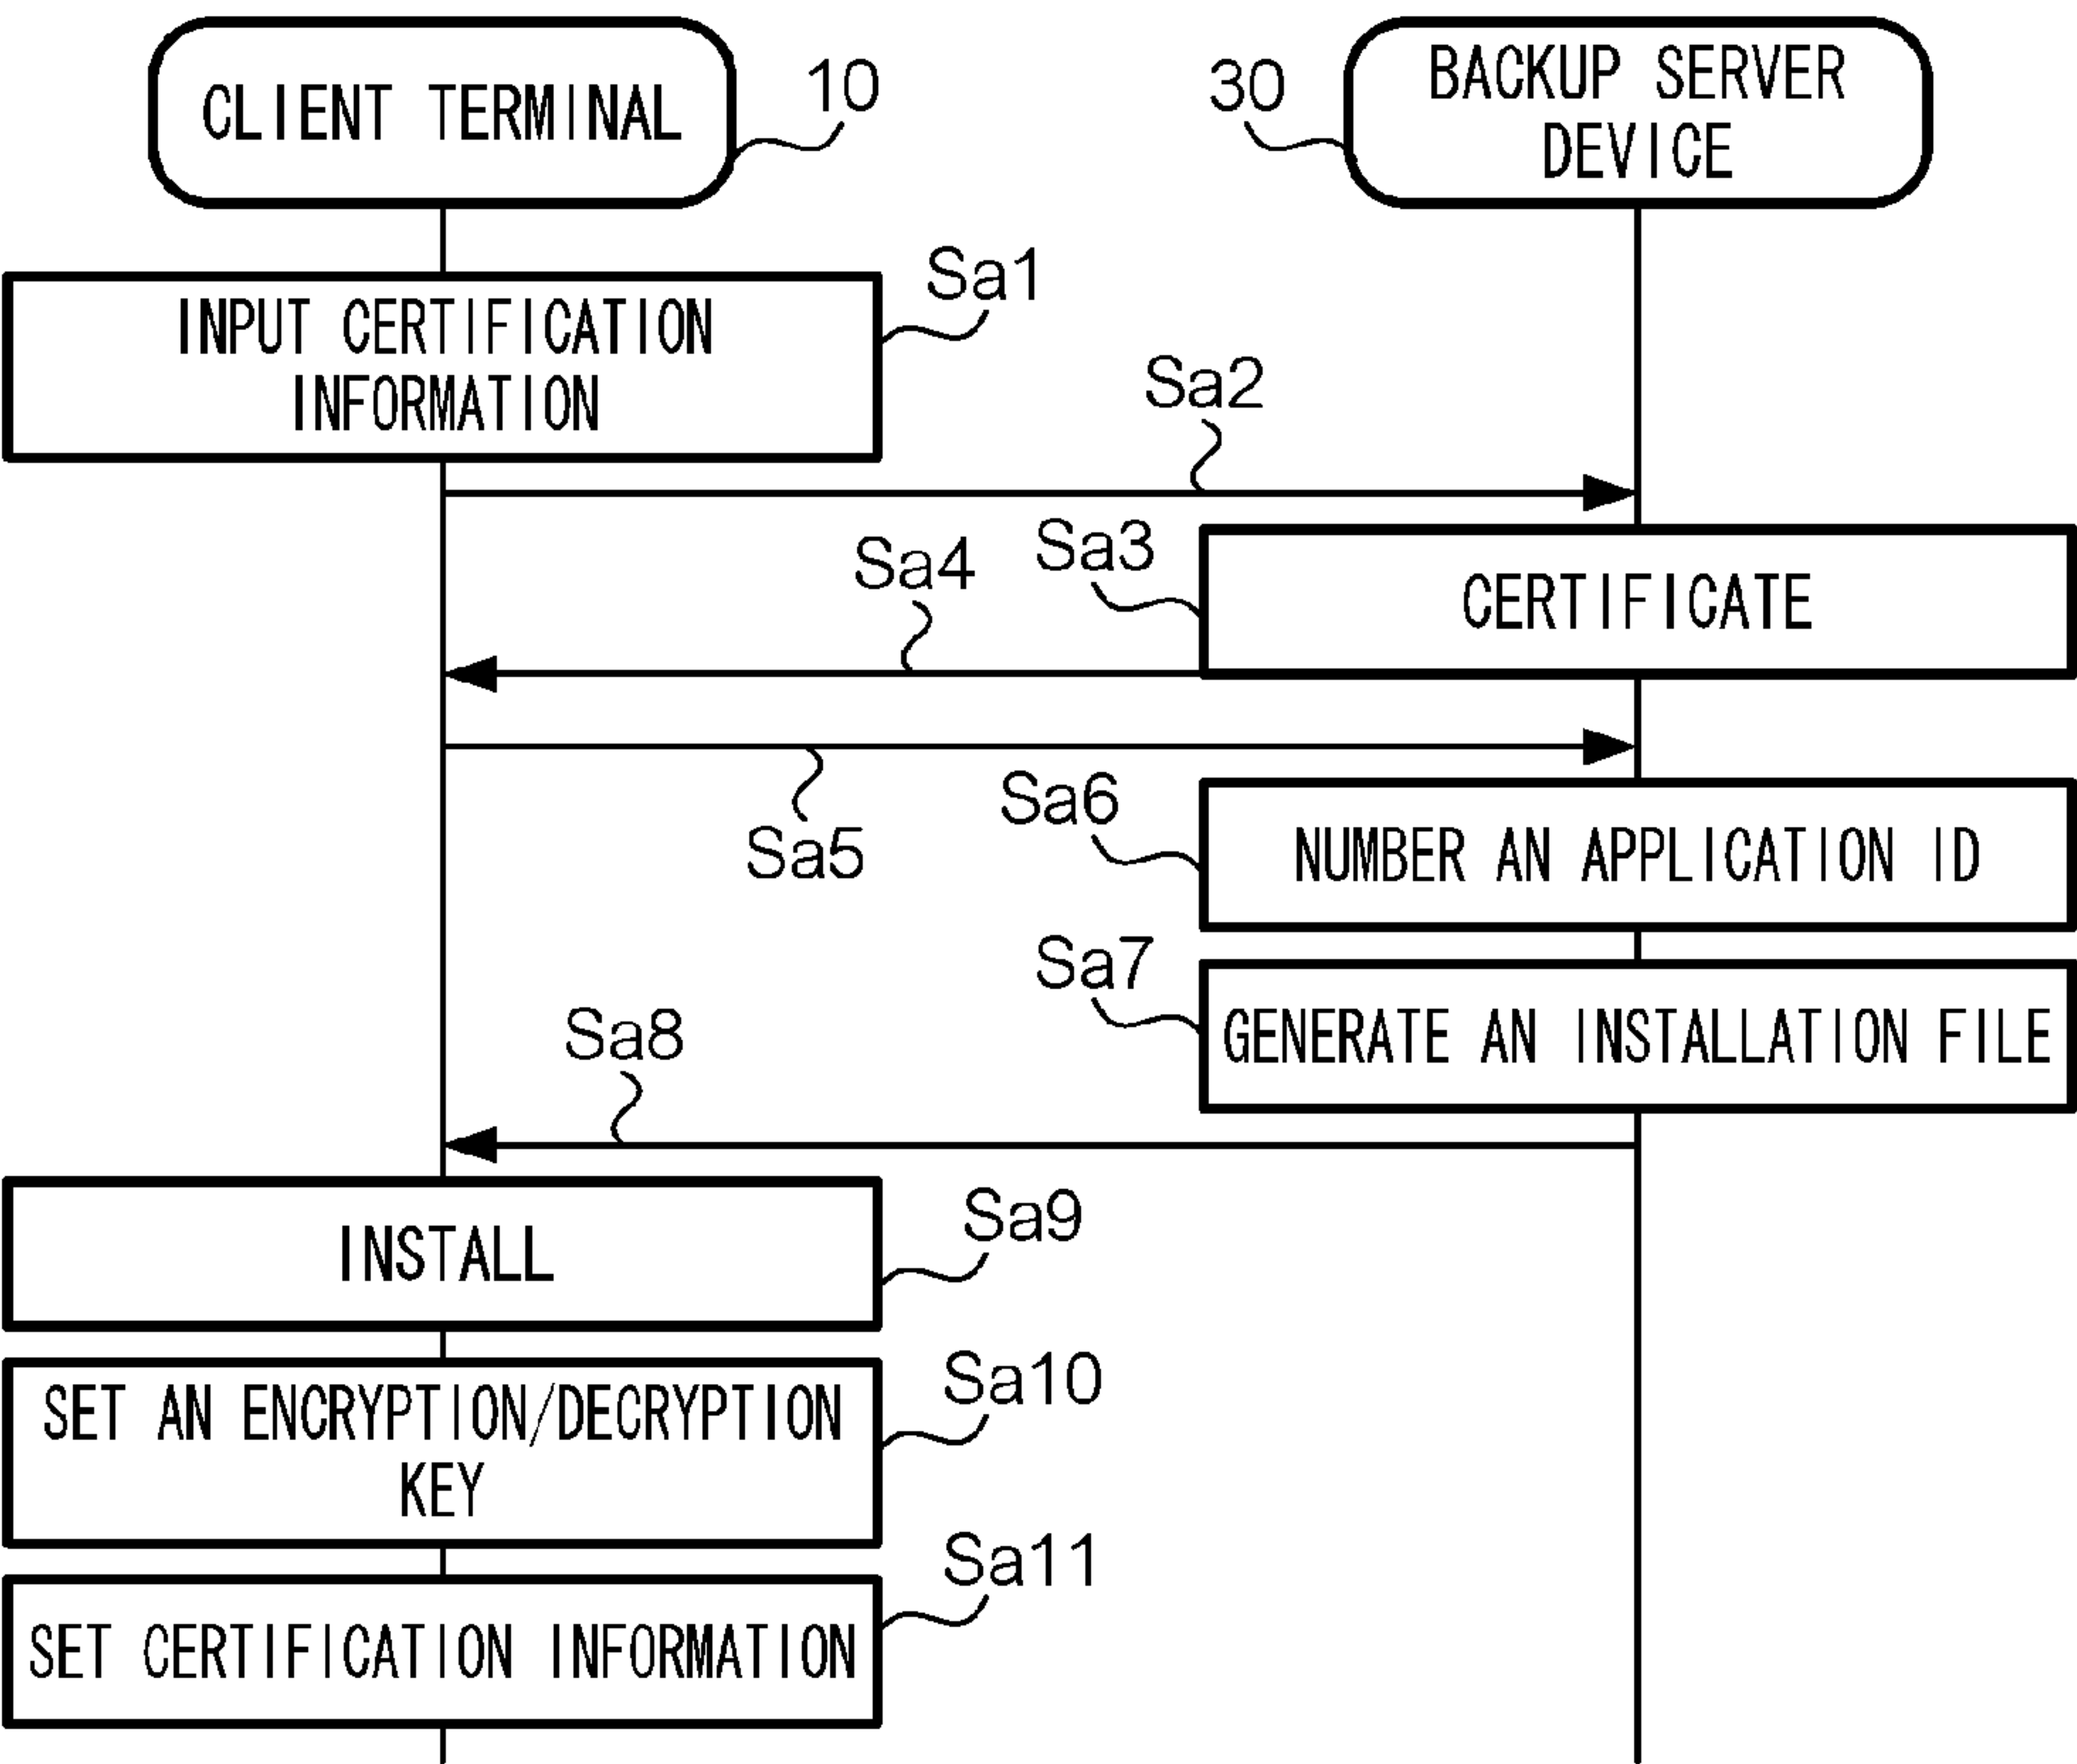 CLIENT TERMINAL
10
30
BACKUP SERVER
DEVICE
Sa1
INPUT CERTIFICATION
INFORMATION
Sa2
Sa3
Sa4
CERTIFICATE
Sa5
Sa6
NUMBER AN APPLICATION ID
Sa7
GENERATE AN INSTALLATION FILE
Sa8
Sa9
INSTALL
Sa10
SET AN ENCRYPTION/DECRYPTION
KEY
Sa11
SET CERTIFICATION INFORMATION